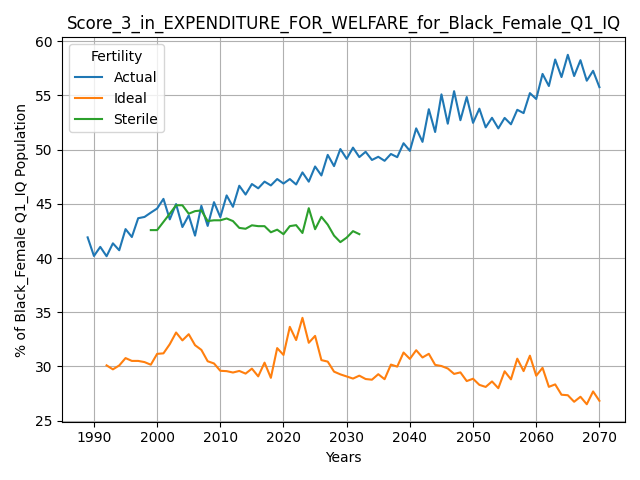 Score_3_in_EXPENDITURE_FOR_WELFARE_for_Black_Female_Q1_IQ
60
55
50
45
40
35
30
25
% of Black_Female Q1_IQ Population
Fertility
Actual
Ideal
Sterile
1990 2000 2010 2020 2030 2040 2050 2060 2070
Years